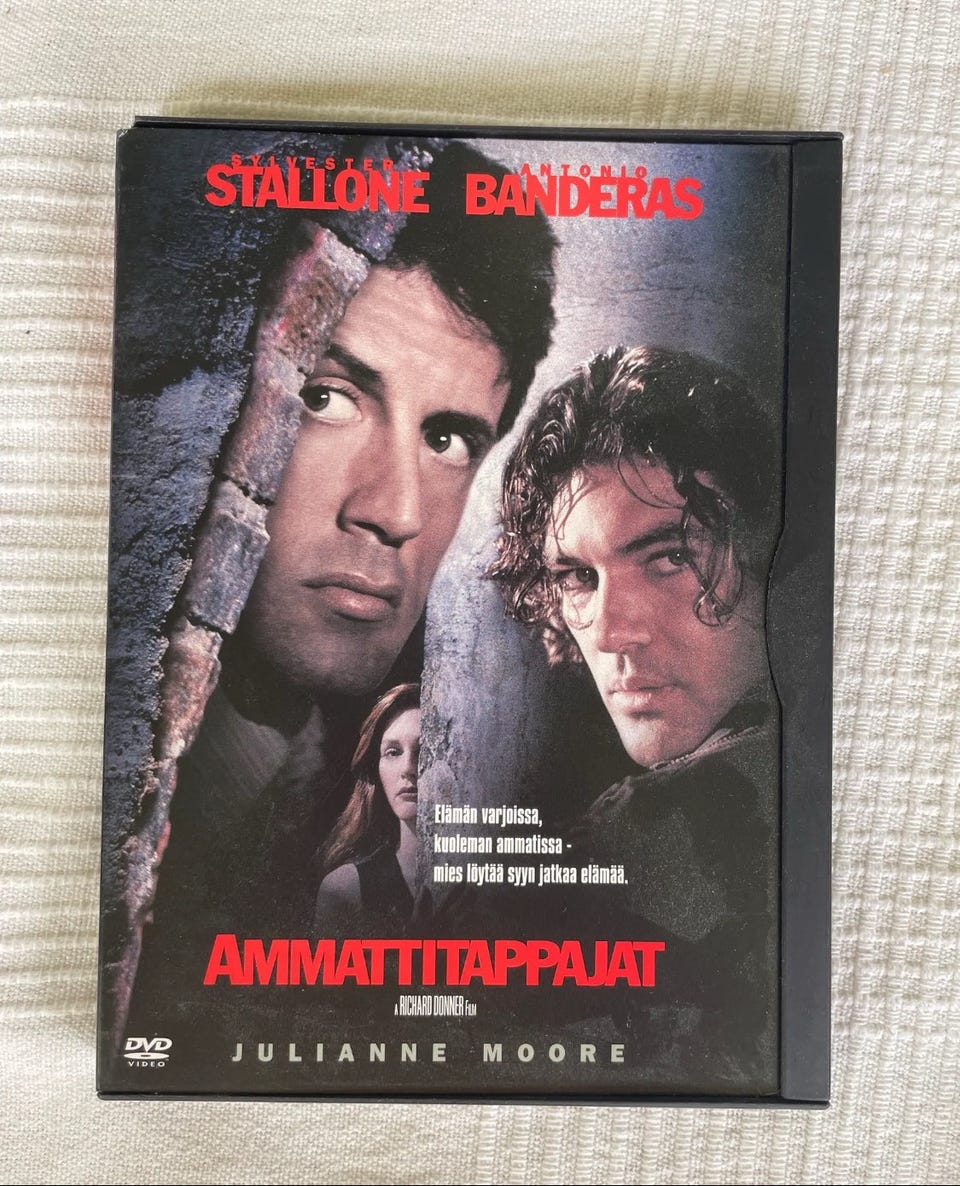 SYLVESTER ANTONIO
STALLONE BANDERAS
Elämän varjoissa,
kuoleman ammatissa -
mies löytää syyn jatkaa elämää.
AMMATTITAPPAJAT
A RICHARD DONNER FILM
DVD
VIDEO
JULIANNE MOORE